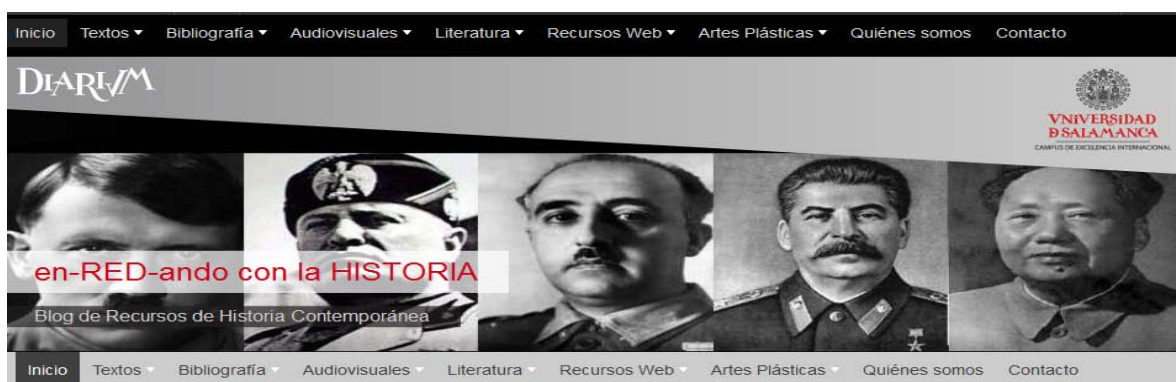 Inicio Textos Bibliografía Audiovisuales Literatura Recursos Web Artes Plásticas Quiénes somos Contacto
DIARIVM
VNiVERSiDAD
D SALAMANCA
CAMPUS DE EXCELENCIA INTERNACIONAL
en-RED-ando con la HISTORIA
Blog de Recursos de Historia Contemporánea
Inicio Textos Bibliografía Audiovisuales Literatura Recursos Web Artes Plásticas Quiénes somos Contacto